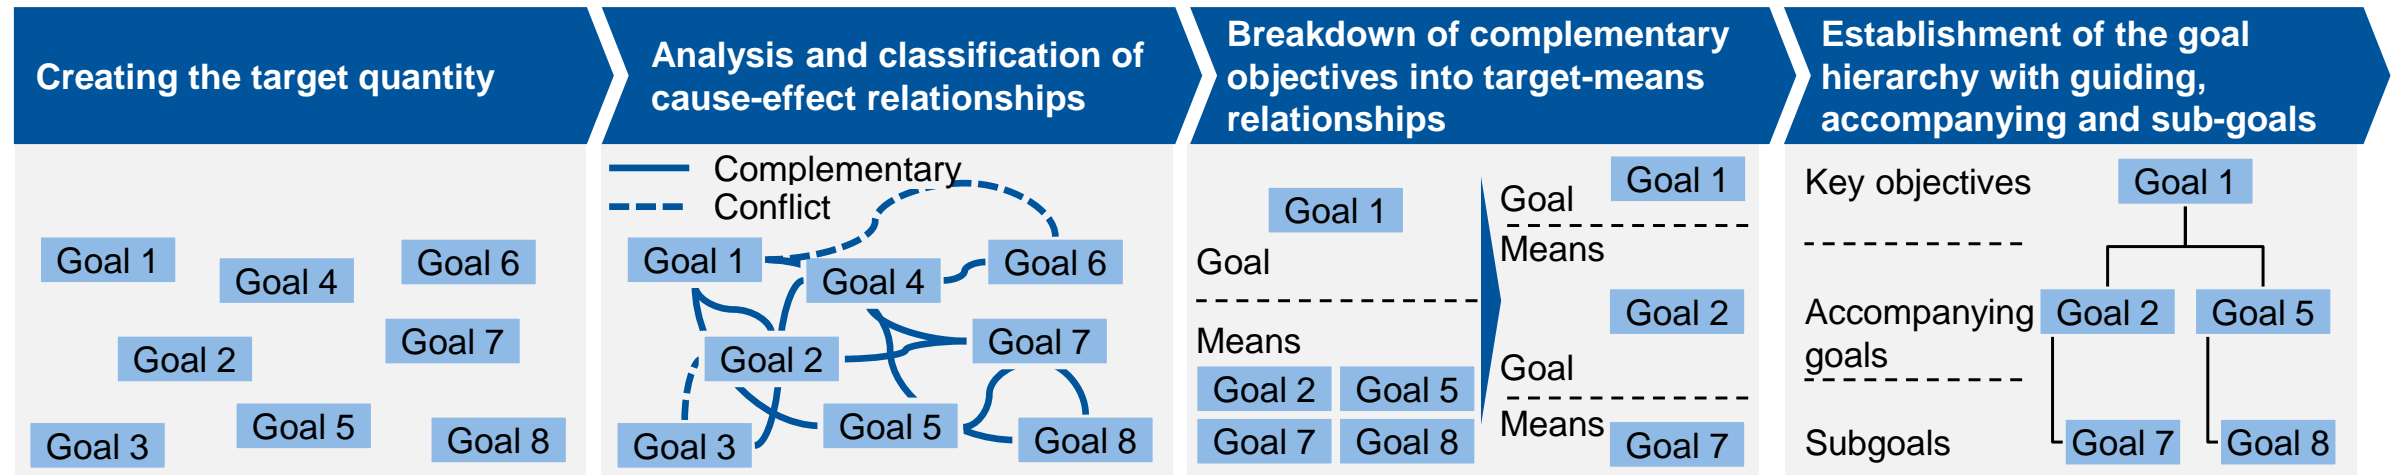 Creating the target quantity
Analysis and classification of
cause-effect relationships
Breakdown of complementary
objectives into target-means
relationships
Establishment of the goal
hierarchy with guiding,
accompanying and sub-goals
Goal 1
Goal 4
Goal 6
Goal 2
Goal 7
Goal 3
Goal 5
Goal 8
Complementary
Conflict
Goal 1
Goal 4
Goal 6
Goal 2
Goal 7
Goal 3
Goal 5
Goal 8
Goal 1
Goal
Means
Goal 2
Goal 5
Goal 7
Goal 8
Goal
Goal 1
Means
Goal 2
Goal
Means
Goal 7
Key objectives
Goal 1
Accompanying
goals
Goal 2
Goal 5
Subgoals
Goal 7
Goal 8